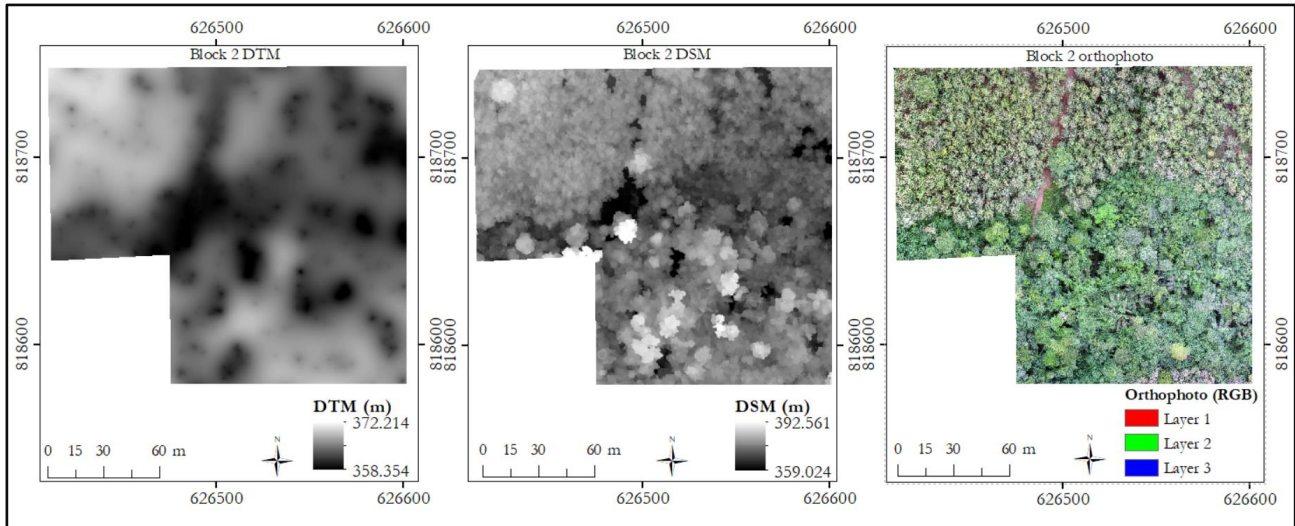 626500 626600 626500 626600 626500 626600
Block 2 DTM
Block 2 DSM
Block 2 orthophoto
818700 818700 818700 818700
818600 818600 818600 818600
DTM (m)
372.214
358.354
0 15 30 60 m
N
DSM (m)
392.561
359.024
0 15 30 60 m
N
Orthophoto (RGB)
Layer 1
Layer 2
Layer 3
0 15 30 60 m
N
626500 626600 626500 626600 626500 626600